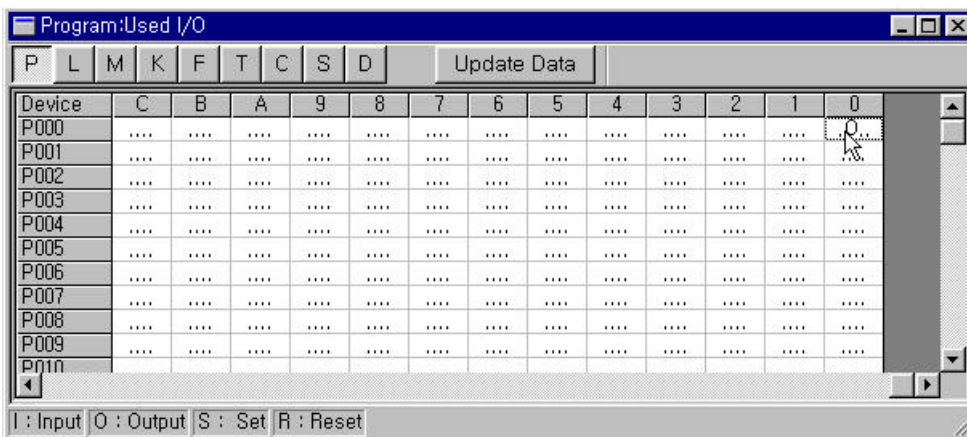 Program:Used I/O
P L M K F T C S D Update Data
Device C B A 9 8 7 6 5 4 3 2 1 0
P000 .... .... .... .... .... .... .... .... .... .... .... .... .O..
P001 .... .... .... .... .... .... .... .... .... .... .... .... ....
P002 .... .... .... .... .... .... .... .... .... .... .... .... ....
P003 .... .... .... .... .... .... .... .... .... .... .... .... ....
P004 .... .... .... .... .... .... .... .... .... .... .... .... ....
P005 .... .... .... .... .... .... .... .... .... .... .... .... ....
P006 .... .... .... .... .... .... .... .... .... .... .... .... ....
P007 .... .... .... .... .... .... .... .... .... .... .... .... ....
P008 .... .... .... .... .... .... .... .... .... .... .... .... ....
P009 .... .... .... .... .... .... .... .... .... .... .... .... ....
P010
I : Input O : Output S : Set R : Reset